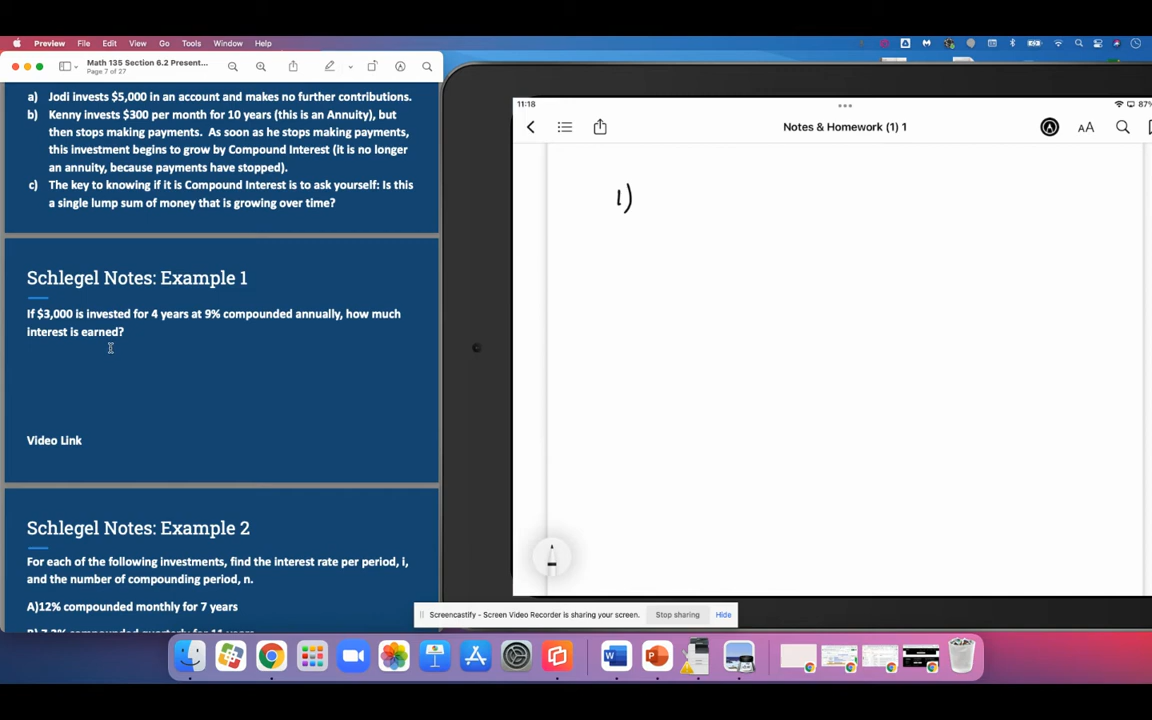 Preview File Edit View Go Tools Window Help
Math 135 Section 6.2 Present...
Page 7 of 27
a) Jodi invests $5,000 in an account and makes no further contributions.
b) Kenny invests $300 per month for 10 years (this is an Annuity), but
then stops making payments. As soon as he stops making payments,
this investment begins to grow by Compound Interest (it is no longer
an annuity, because payments have stopped).
c) The key to knowing if it is Compound Interest is to ask yourself: Is this
a single lump sum of money that is growing over time?
Schlegel Notes: Example 1
If $3,000 is invested for 4 years at 9% compounded annually, how much
interest is earned?
Video Link
Schlegel Notes: Example 2
For each of the following investments, find the interest rate per period, i,
and the number of compounding period, n.
A)12% compounded monthly for 7 years
B) 7.2% compounded quarterly for 11 years
11:18
87%
Notes & Homework (1) 1
AA
1)
Screencastify - Screen Video Recorder is sharing your screen. Stop sharing Hide